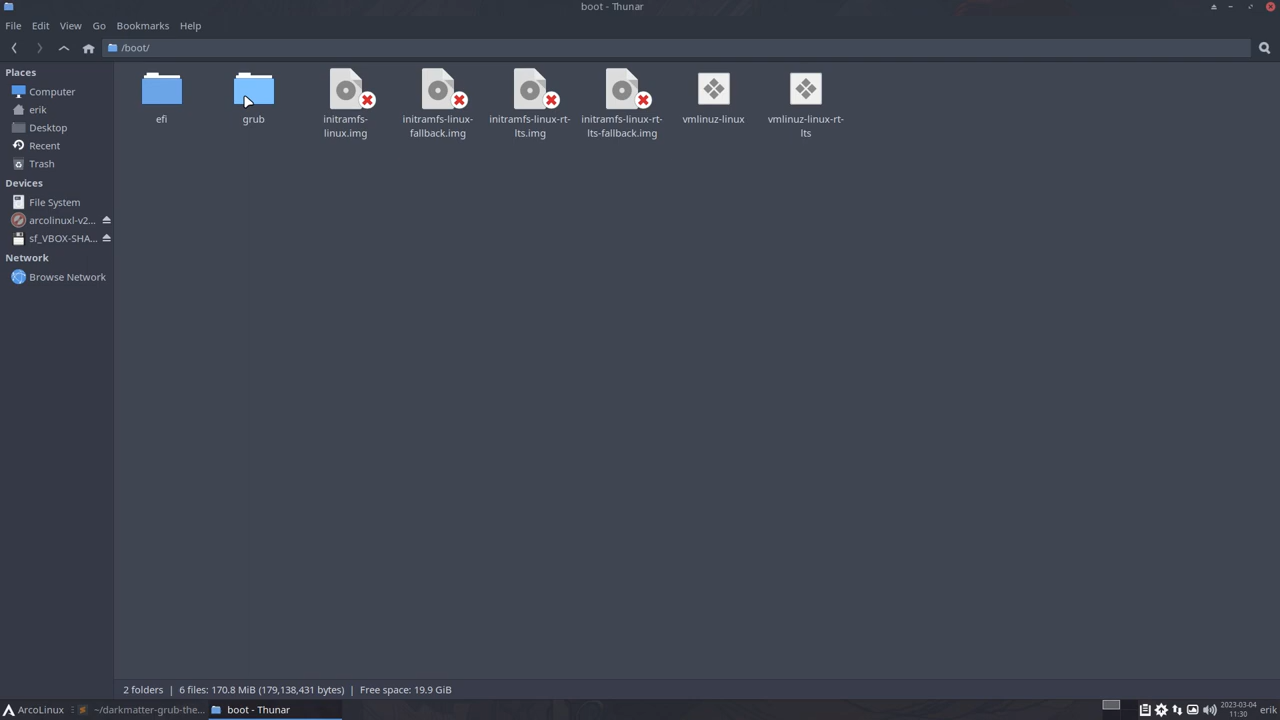 boot - Thunar
File Edit View Go Bookmarks Help
/boot/
Places
Computer
erik
Desktop
Recent
Trash
Devices
File System
arcolinuxl-v2...
sf_VBOX-SHA...
Network
Browse Network
efi
grub
initramfs-
linux.img
initramfs-linux-
fallback.img
initramfs-linux-rt-
lts.img
initramfs-linux-rt-
lts-fallback.img
vmlinuz-linux
vmlinuz-linux-rt-
lts
2 folders | 6 files: 170.8 MiB (179,138,431 bytes) | Free space: 19.9 GiB
ArcoLinux
~/darkmatter-grub-the...
boot - Thunar
2023-03-04
11:30
erik